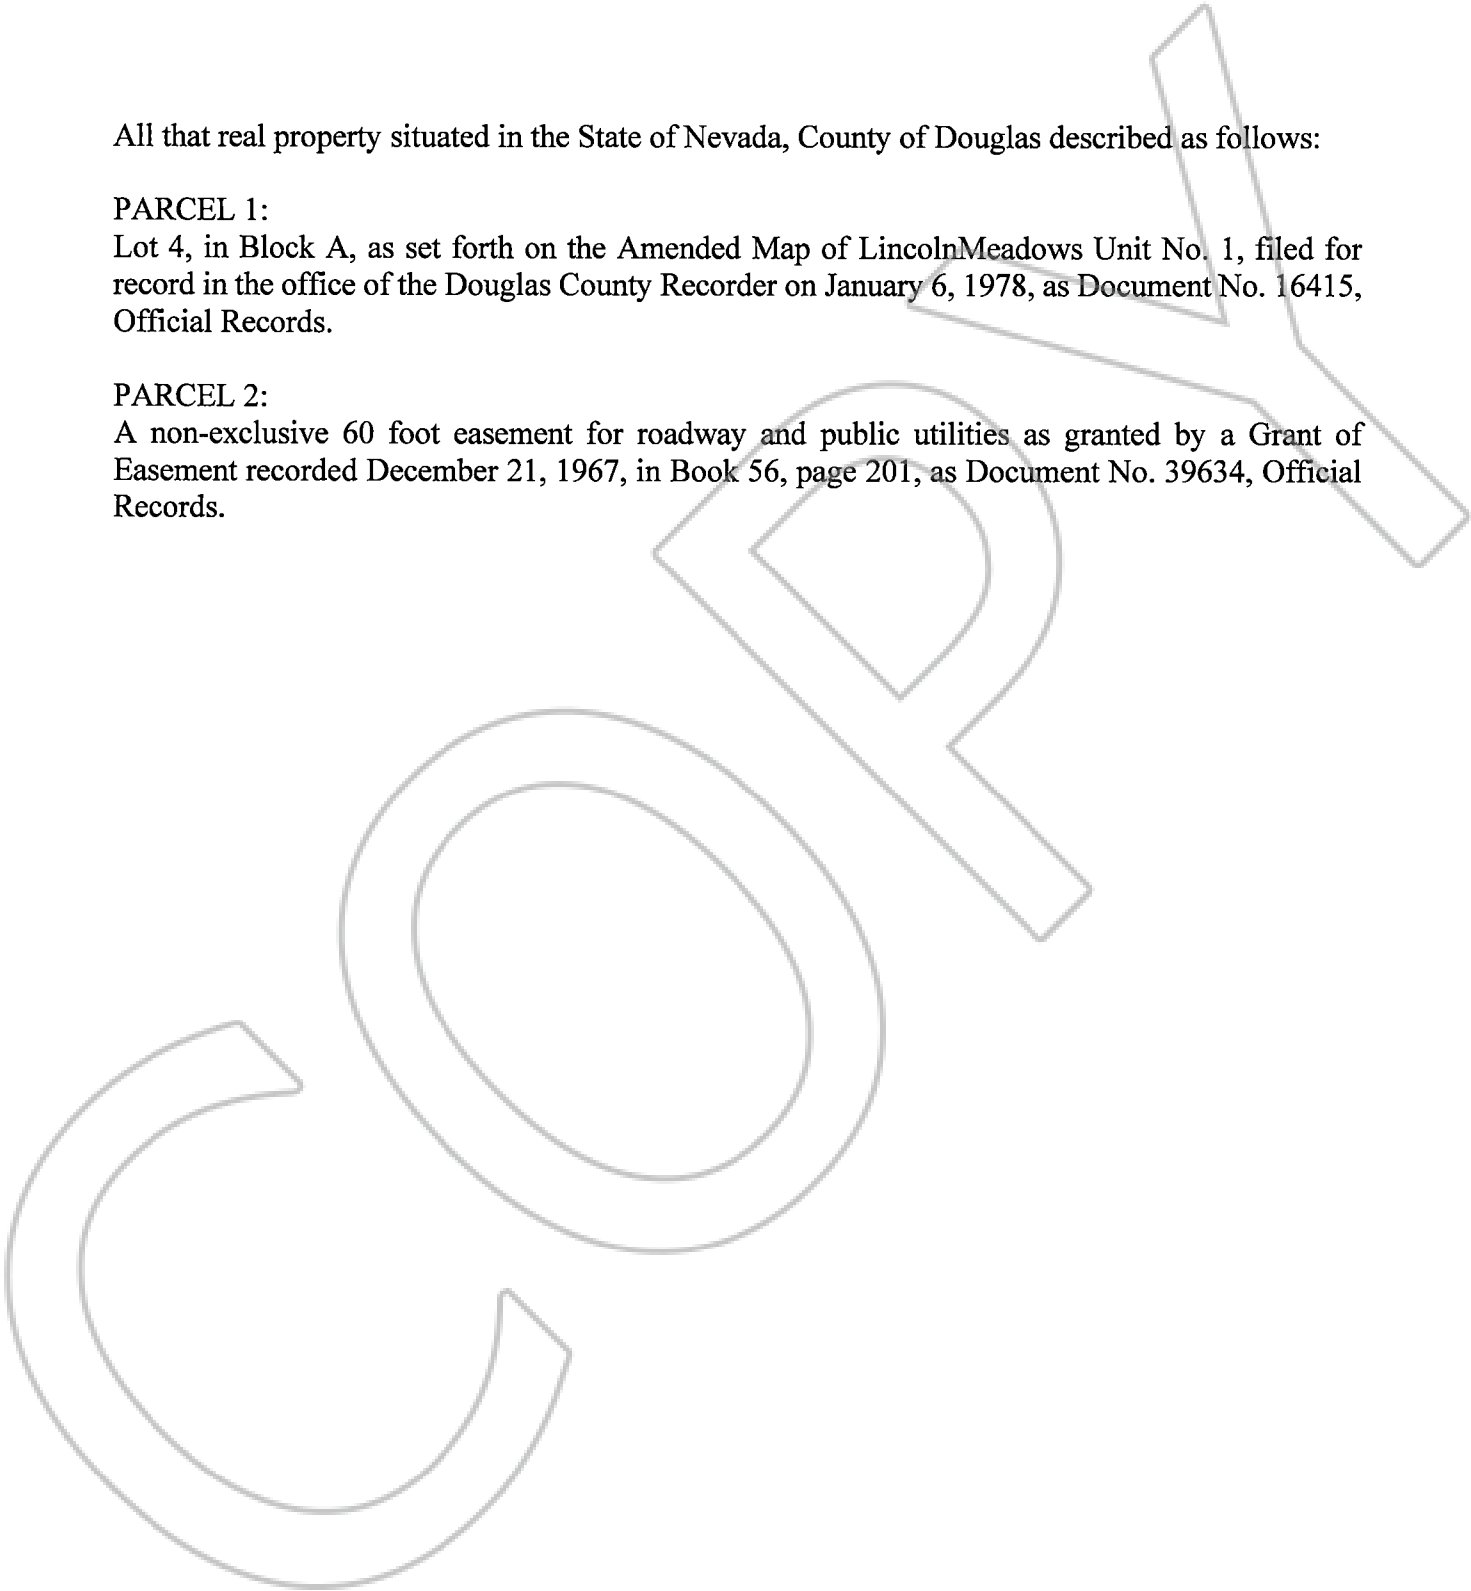 All that real property situated in the State of Nevada, County of Douglas described as follows:
PARCEL 1:
Lot 4, in Block A, as set forth on the Amended Map of LincolnMeadows Unit No. 1, filed for
record in the office of the Douglas County Recorder on January 6, 1978, as Document No. 16415,
Official Records.
PARCEL 2:
A non-exclusive 60 foot easement for roadway and public utilities as granted by a Grant of
Easement recorded December 21, 1967, in Book 56, page 201, as Document No. 39634, Official
Records.
COPY